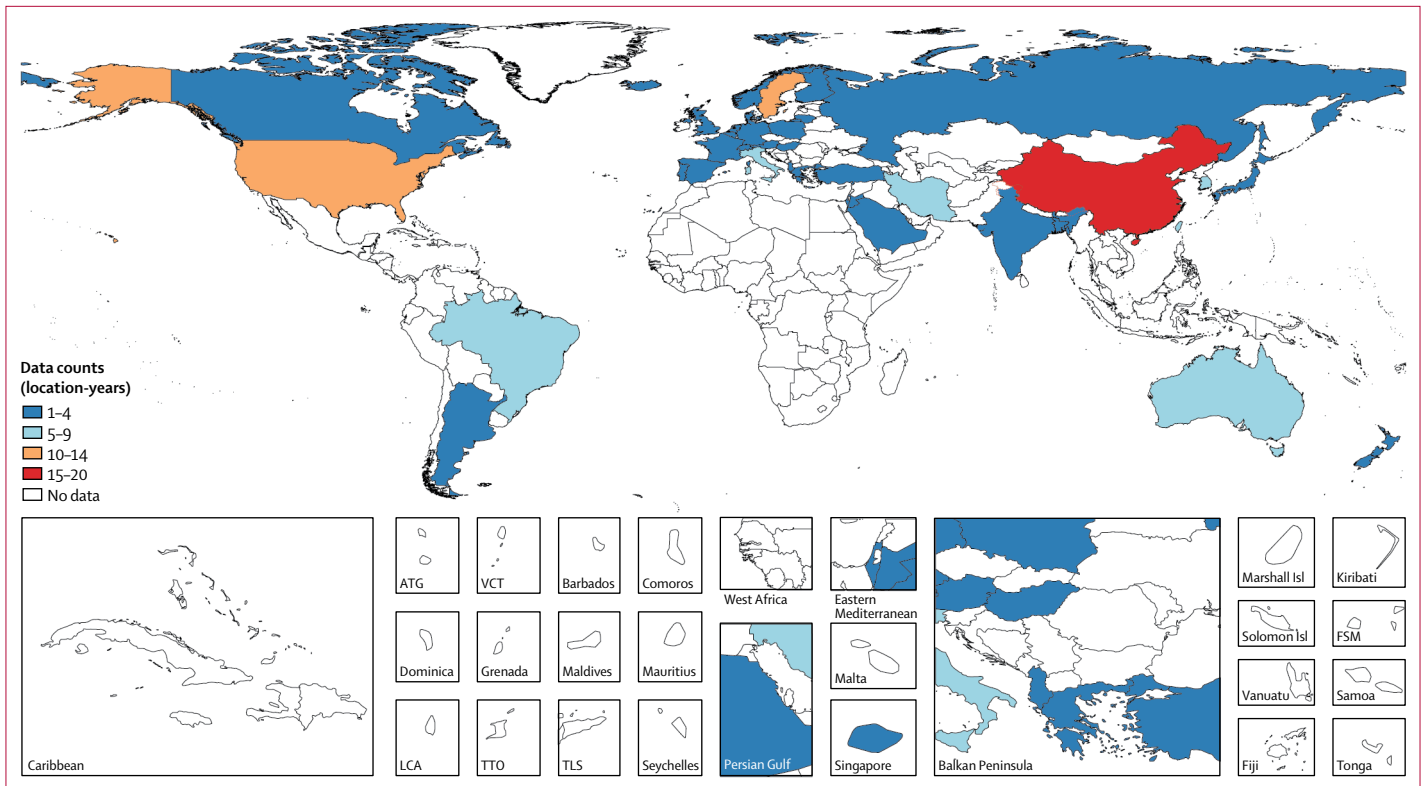 Data counts
(location-years)
1–4
5–9
10–14
15–20
No data
Caribbean
ATG
VCT
Barbados
Comoros
Dominica
Grenada
Maldives
Mauritius
LCA
TTO
TLS
Seychelles
West Africa
Eastern
Mediterranean
Persian Gulf
Malta
Singapore
Balkan Peninsula
Marshall Isl
Kiribati
Solomon Isl
FSM
Vanuatu
Samoa
Fiji
Tonga